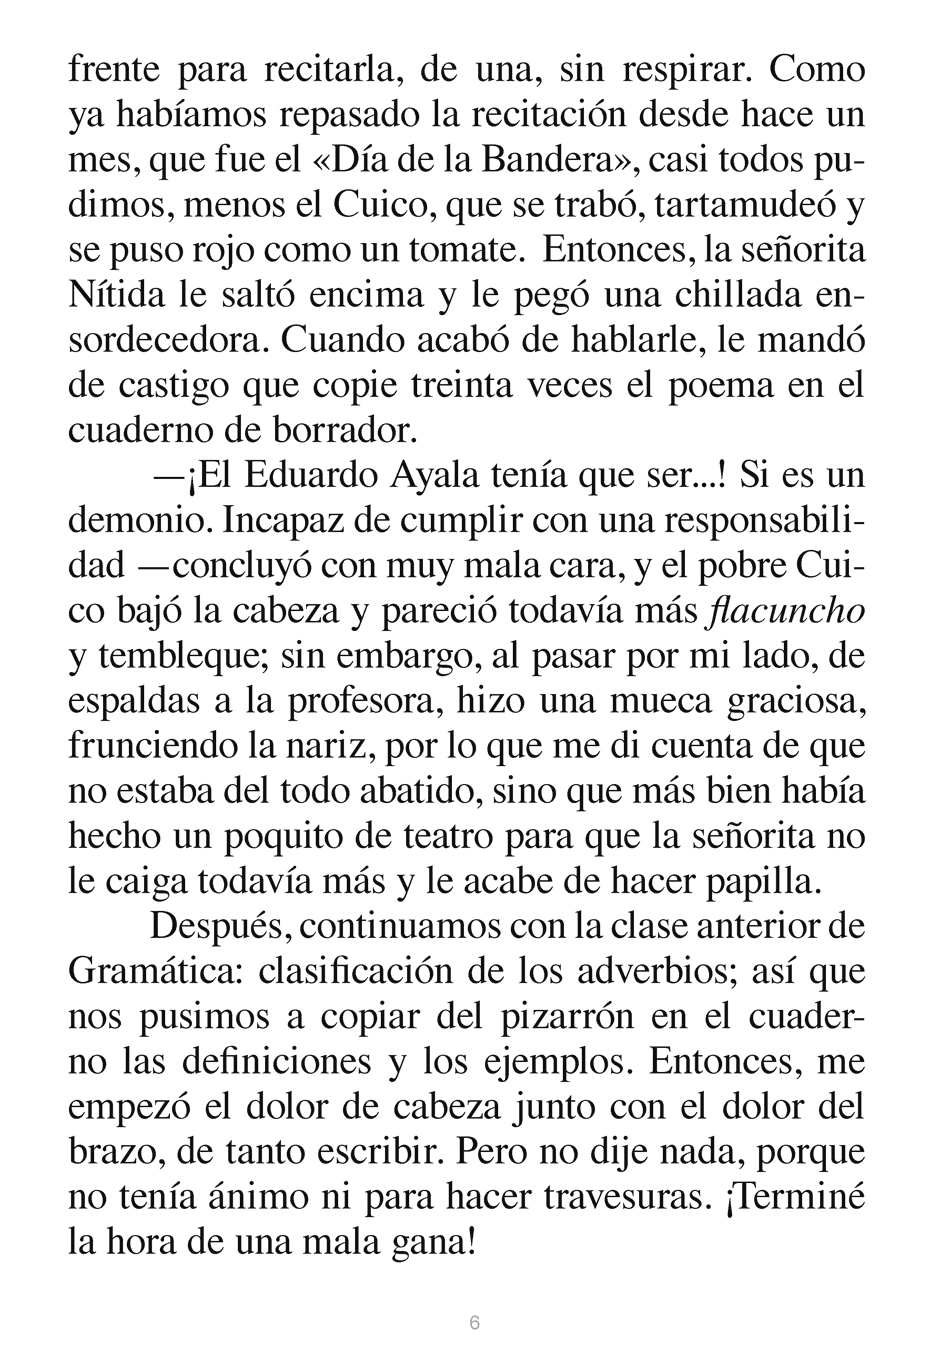 frente para recitarla, de una, sin respirar. Como
ya habíamos repasado la recitación desde hace un
mes, que fue el «Día de la Bandera», casi todos pu-
dimos, menos el Cuico, que se trabó, tartamudeó y
se puso rojo como un tomate. Entonces, la señorita
Nítida le saltó encima y le pegó una chillada en-
sordecedora. Cuando acabó de hablarle, le mandó
de castigo que copie treinta veces el poema en el
cuaderno de borrador.
—¡El Eduardo Ayala tenía que ser...! Si es un
demonio. Incapaz de cumplir con una responsabili-
dad —concluyó con muy mala cara, y el pobre Cui-
co bajó la cabeza y pareció todavía más flacuncho
y tembleque; sin embargo, al pasar por mi lado, de
espaldas a la profesora, hizo una mueca graciosa,
frunciendo la nariz, por lo que me di cuenta de que
no estaba del todo abatido, sino que más bien había
hecho un poquito de teatro para que la señorita no
le caiga todavía más y le acabe de hacer papilla.
Después, continuamos con la clase anterior de
Gramática: clasificación de los adverbios; así que
nos pusimos a copiar del pizarrón en el cuader-
no las definiciones y los ejemplos. Entonces, me
empezó el dolor de cabeza junto con el dolor del
brazo, de tanto escribir. Pero no dije nada, porque
no tenía ánimo ni para hacer travesuras. ¡Terminé
la hora de una mala gana!
6